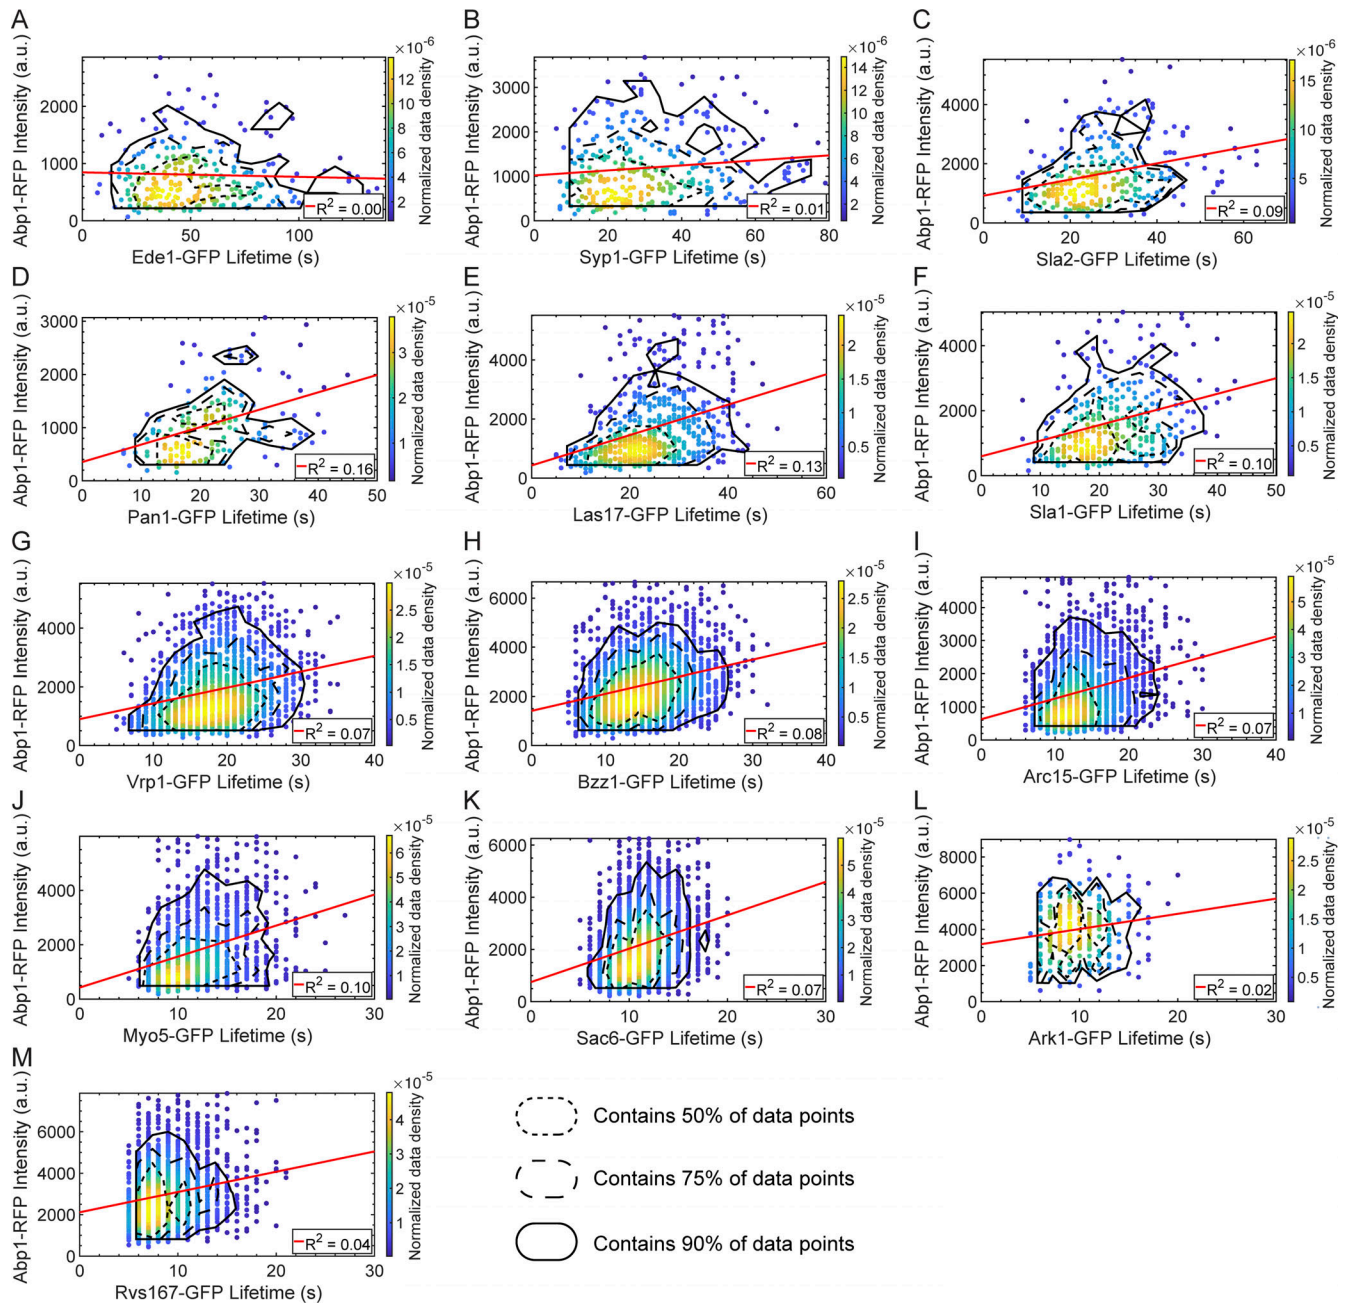 A
Abp1-RFP Intensity (a.u.)
2000
1000
0
0 50 100
Ede1-GFP Lifetime (s)
R² = 0.00
×10⁻⁶
12
10
8
6
4
2
Normalized data density
B
Abp1-RFP Intensity (a.u.)
3000
2000
1000
0
0 20 40 60 80
Syp1-GFP Lifetime (s)
R² = 0.01
×10⁻⁶
14
12
10
8
6
4
2
Normalized data density
C
Abp1-RFP Intensity (a.u.)
4000
2000
0
0 20 40 60
Sla2-GFP Lifetime (s)
R² = 0.09
×10⁻⁶
15
10
5
Normalized data density
D
Abp1-RFP Intensity (a.u.)
3000
2000
1000
0
0 10 20 30 40 50
Pan1-GFP Lifetime (s)
R² = 0.16
×10⁻⁵
3
2
1
Normalized data density
E
Abp1-RFP Intensity (a.u.)
4000
2000
0
0 20 40 60
Las17-GFP Lifetime (s)
R² = 0.13
×10⁻⁵
2
1.5
1
0.5
Normalized data density
F
Abp1-RFP Intensity (a.u.)
4000
2000
0
0 10 20 30 40 50
Sla1-GFP Lifetime (s)
R² = 0.10
×10⁻⁵
2
1.5
1
0.5
Normalized data density
G
Abp1-RFP Intensity (a.u.)
4000
2000
0
0 10 20 30 40
Vrp1-GFP Lifetime (s)
R² = 0.07
×10⁻⁵
2.5
2
1.5
1
0.5
Normalized data density
H
Abp1-RFP Intensity (a.u.)
6000
4000
2000
0
0 10 20 30 40
Bzz1-GFP Lifetime (s)
R² = 0.08
×10⁻⁵
2.5
2
1.5
1
0.5
Normalized data density
I
Abp1-RFP Intensity (a.u.)
4000
3000
2000
1000
0
0 10 20 30 40
Arc15-GFP Lifetime (s)
R² = 0.07
×10⁻⁵
5
4
3
2
1
Normalized data density
J
Abp1-RFP Intensity (a.u.)
4000
2000
0
0 10 20 30
Myo5-GFP Lifetime (s)
R² = 0.10
×10⁻⁵
6
5
4
3
2
1
Normalized data density
K
Abp1-RFP Intensity (a.u.)
6000
4000
2000
0
0 10 20 30
Sac6-GFP Lifetime (s)
R² = 0.07
×10⁻⁵
5
4
3
2
1
Normalized data density
L
Abp1-RFP Intensity (a.u.)
8000
6000
4000
2000
0
0 10 20 30
Ark1-GFP Lifetime (s)
R² = 0.02
×10⁻⁵
2.5
2
1.5
1
0.5
Normalized data density
M
Abp1-RFP Intensity (a.u.)
6000
4000
2000
0
0 10 20 30
Rvs167-GFP Lifetime (s)
R² = 0.04
×10⁻⁵
4
3
2
1
Normalized data density
Contains 50% of data points
Contains 75% of data points
Contains 90% of data points